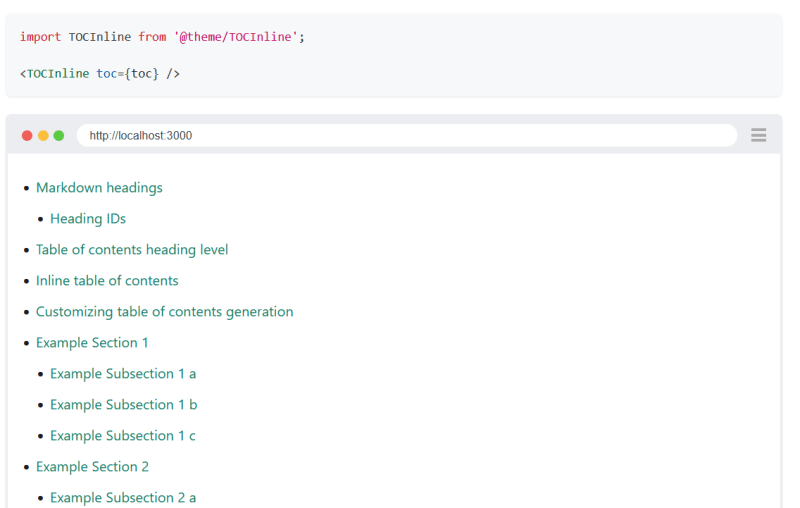 import TOCInline from '@theme/TOCInline';
<TOCInline toc={toc} />
http://localhost:3000
Markdown headings
Heading IDs
Table of contents heading level
Inline table of contents
Customizing table of contents generation
Example Section 1
Example Subsection 1 a
Example Subsection 1 b
Example Subsection 1 c
Example Section 2
Example Subsection 2 a